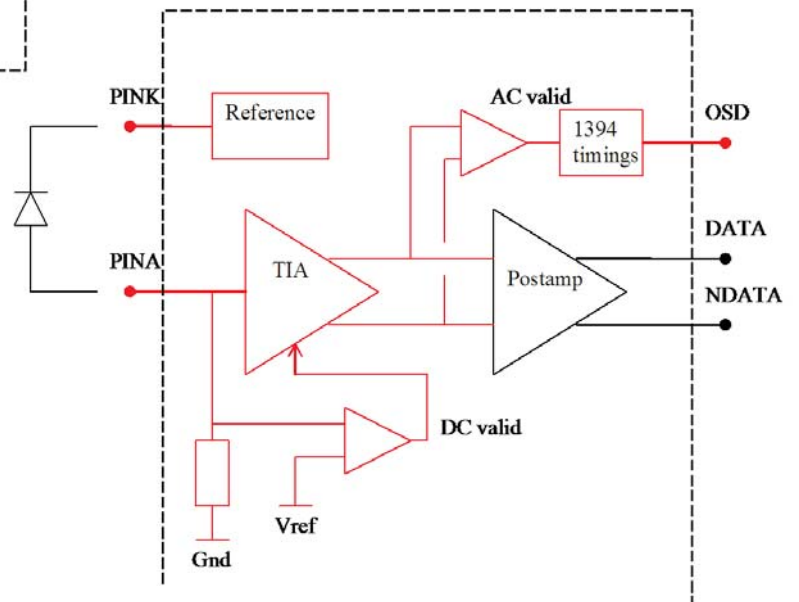 PINK
Reference
AC valid
1394
timings
OSD
PINA
TIA
Postamp
DATA
NDATA
DC valid
Vref
Gnd